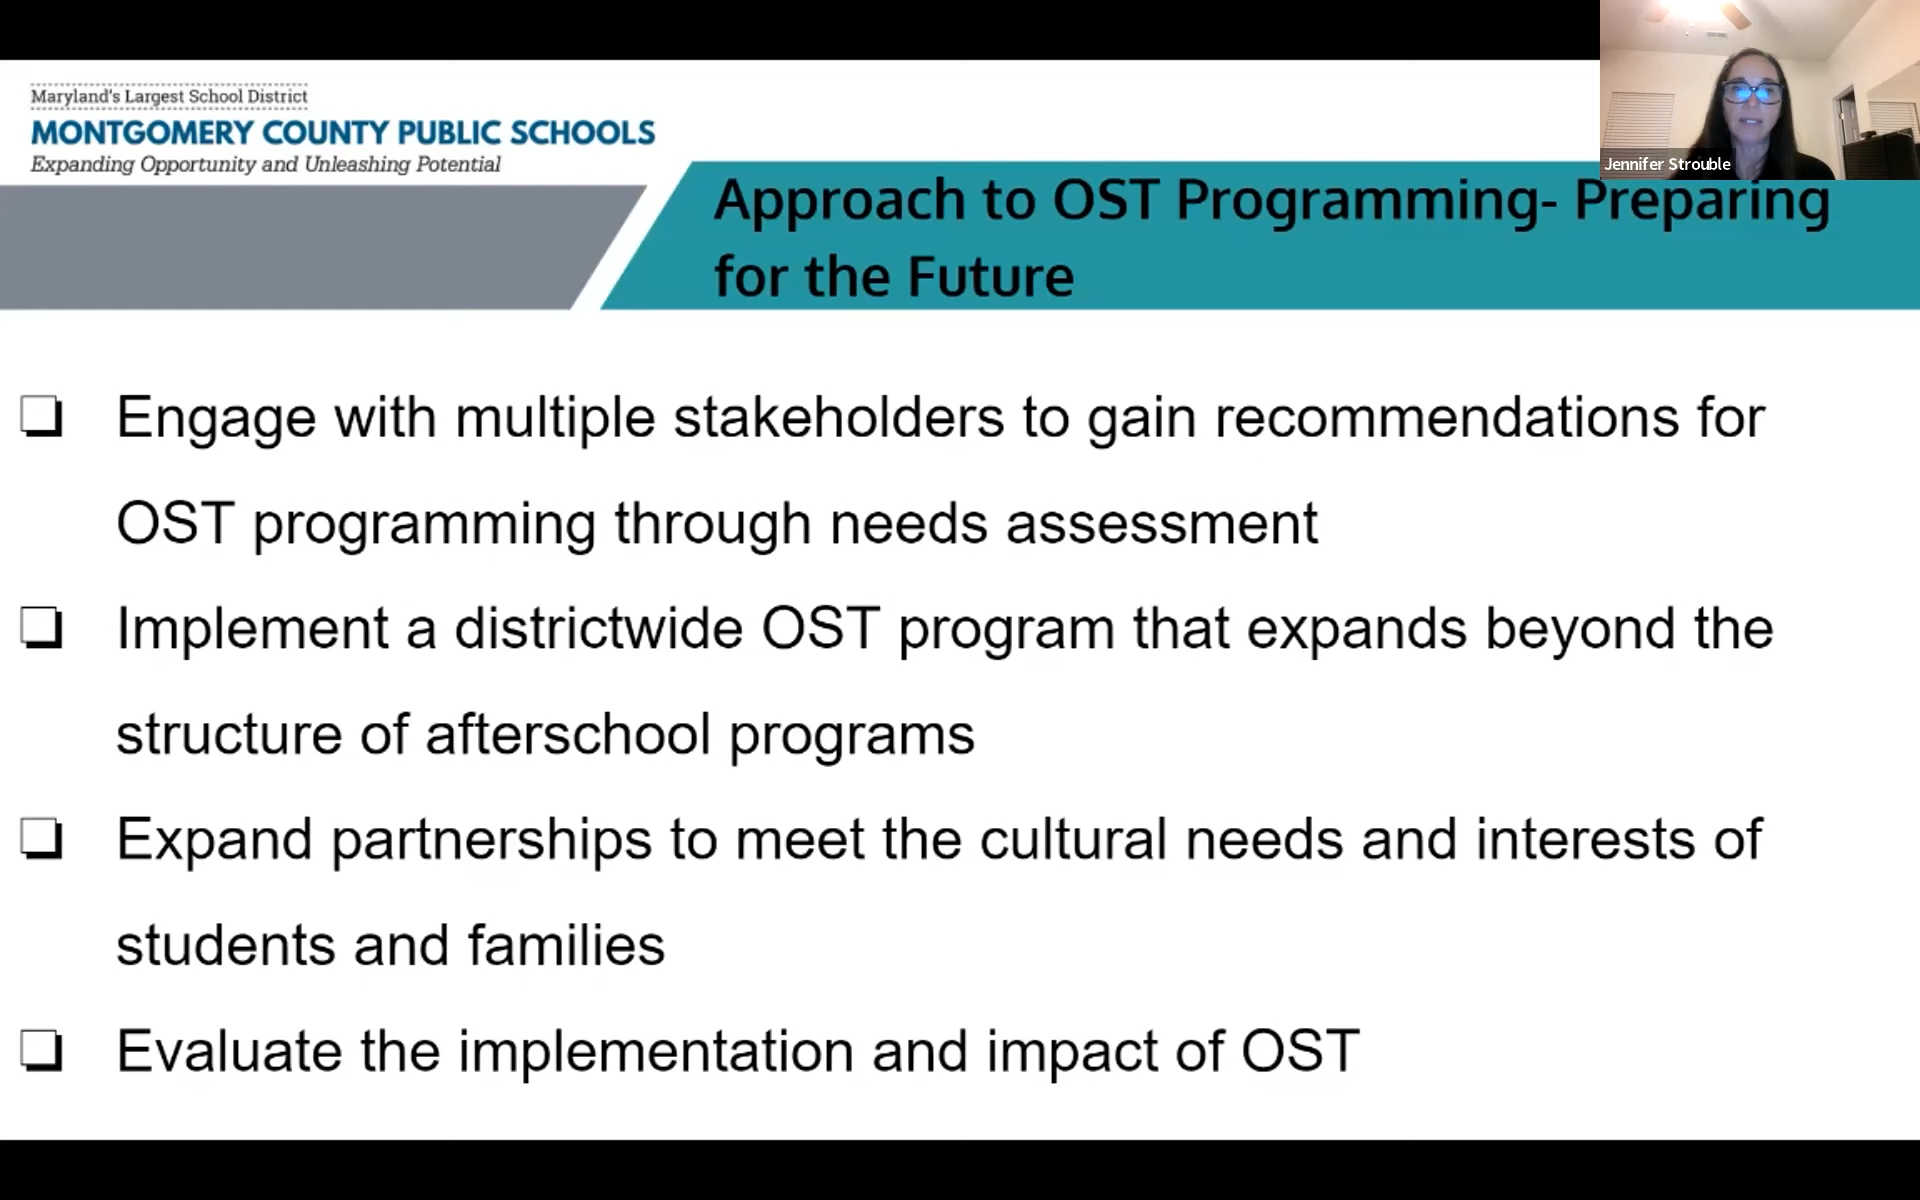 Maryland's Largest School District
MONTGOMERY COUNTY PUBLIC SCHOOLS
Expanding Opportunity and Unleashing Potential
Jennifer Strouble
Approach to OST Programming- Preparing
for the Future
❑ Engage with multiple stakeholders to gain recommendations for
OST programming through needs assessment
❑ Implement a districtwide OST program that expands beyond the
structure of afterschool programs
❑ Expand partnerships to meet the cultural needs and interests of
students and families
❑ Evaluate the implementation and impact of OST